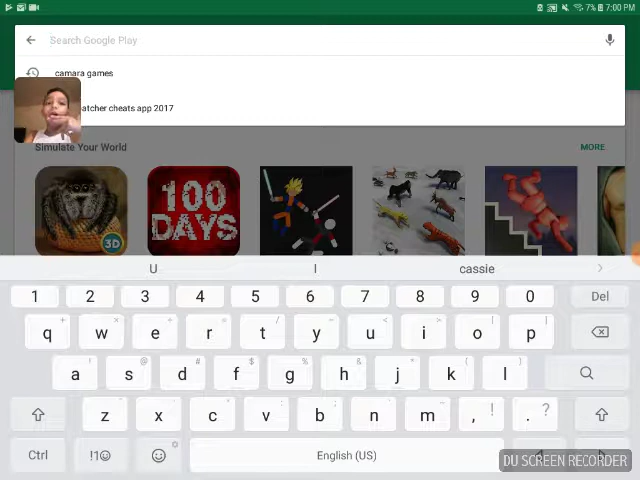 7% 7:00 PM
Search Google Play
camara games
atcher cheats app 2017
Simulate Your World MORE
3D
100
DAYS
U I cassie
1 2 3 4 5 6 7 8 9 0 Del
q w e r t y u i o p
a s d f g h j k l
z x c v b n m , ! . ?
Ctrl !1☺ English (US)
DU SCREEN RECORDER